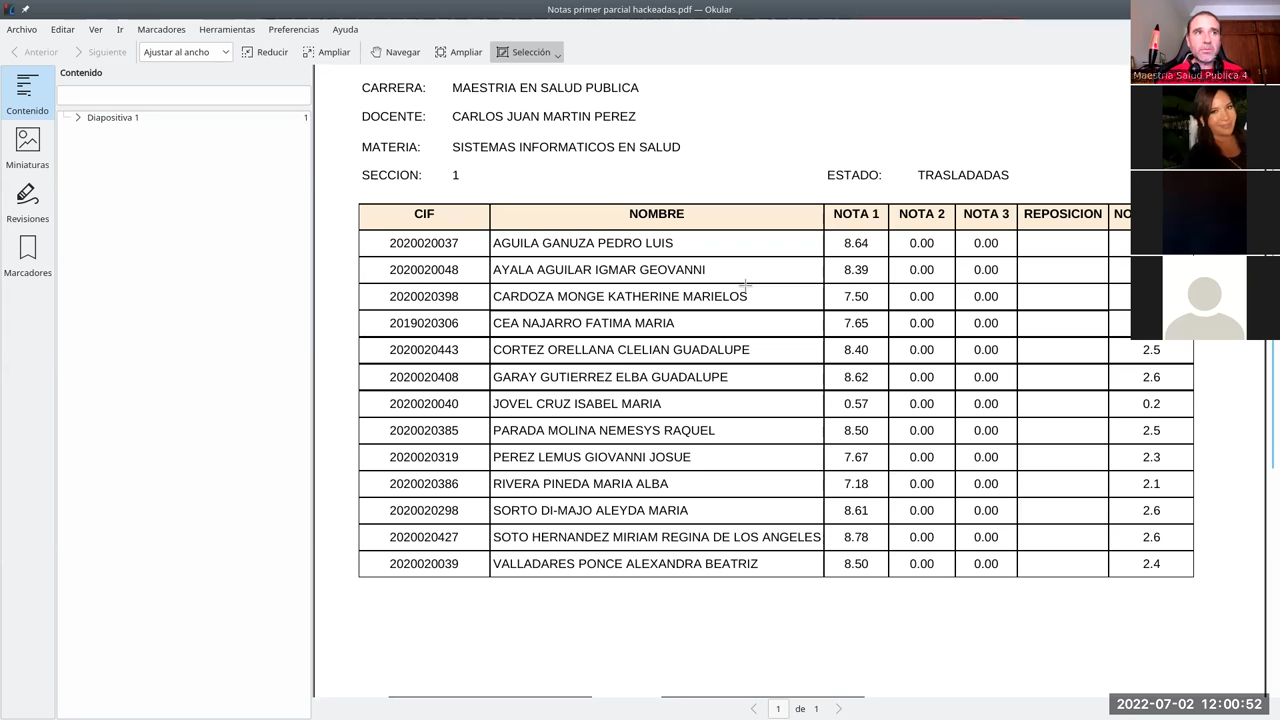 Notas primer parcial hackeadas.pdf — Okular
Archivo Editar Ver Ir Marcadores Herramientas Preferencias Ayuda
Anterior Siguiente Ajustar al ancho Reducir Ampliar Navegar Ampliar Selección
Contenido
Contenido
Miniaturas
Revisiones
Marcadores
Diapositiva 1 1
CARRERA: MAESTRIA EN SALUD PUBLICA
DOCENTE: CARLOS JUAN MARTIN PEREZ
MATERIA: SISTEMAS INFORMATICOS EN SALUD
SECCION: 1 ESTADO: TRASLADADAS
CIF NOMBRE NOTA 1 NOTA 2 NOTA 3 REPOSICION NO
2020020037 AGUILA GANUZA PEDRO LUIS 8.64 0.00 0.00
2020020048 AYALA AGUILAR IGMAR GEOVANNI 8.39 0.00 0.00
2020020398 CARDOZA MONGE KATHERINE MARIELOS 7.50 0.00 0.00
2019020306 CEA NAJARRO FATIMA MARIA 7.65 0.00 0.00
2020020443 CORTEZ ORELLANA CLELIAN GUADALUPE 8.40 0.00 0.00 2.5
2020020408 GARAY GUTIERREZ ELBA GUADALUPE 8.62 0.00 0.00 2.6
2020020040 JOVEL CRUZ ISABEL MARIA 0.57 0.00 0.00 0.2
2020020385 PARADA MOLINA NEMESYS RAQUEL 8.50 0.00 0.00 2.5
2020020319 PEREZ LEMUS GIOVANNI JOSUE 7.67 0.00 0.00 2.3
2020020386 RIVERA PINEDA MARIA ALBA 7.18 0.00 0.00 2.1
2020020298 SORTO DI-MAJO ALEYDA MARIA 8.61 0.00 0.00 2.6
2020020427 SOTO HERNANDEZ MIRIAM REGINA DE LOS ANGELES 8.78 0.00 0.00 2.6
2020020039 VALLADARES PONCE ALEXANDRA BEATRIZ 8.50 0.00 0.00 2.4
Maestria Salud Publica 4
1 de 1
2022-07-02 12:00:52